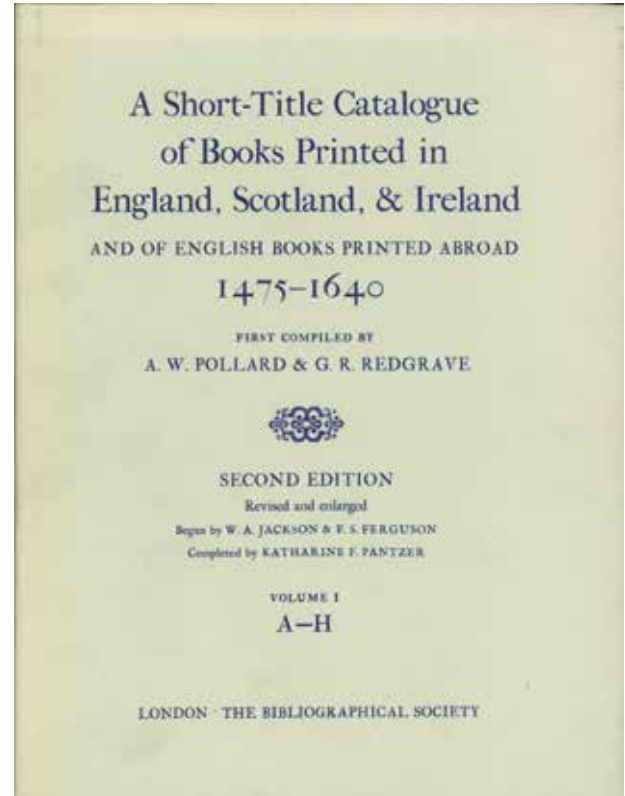 A Short-Title Catalogue
of Books Printed in
England, Scotland, & Ireland
AND OF ENGLISH BOOKS PRINTED ABROAD
1475–1640
FIRST COMPILED BY
A. W. POLLARD & G. R. REDGRAVE
SECOND EDITION
Revised and enlarged
Begun by W. A. JACKSON & F. S. FERGUSON
Completed by KATHARINE F. PANTZER
VOLUME I
A–H
LONDON · THE BIBLIOGRAPHICAL SOCIETY